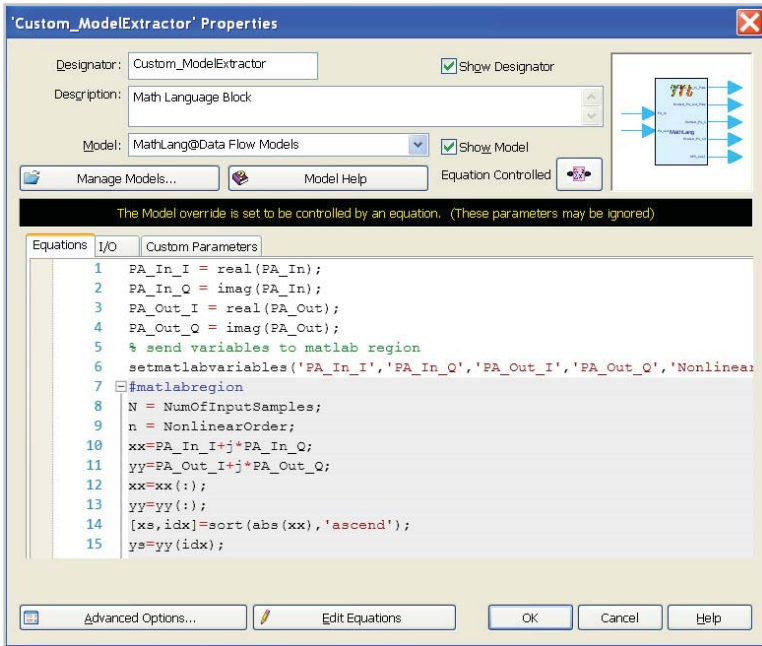 'Custom_ModelExtractor' Properties
Designator: Custom_ModelExtractor
Show Designator
Description: Math Language Block
Model: MathLang@Data Flow Models
Show Model
Manage Models...
Model Help
Equation Controlled
MathLang
The Model override is set to be controlled by an equation. (These parameters may be ignored)
Equations I/O Custom Parameters
1 PA_In_I = real(PA_In);
2 PA_In_Q = imag(PA_In);
3 PA_Out_I = real(PA_Out);
4 PA_Out_Q = imag(PA_Out);
5 % send variables to matlab region
6 setmatlabvariables('PA_In_I','PA_In_Q','PA_Out_I','PA_Out_Q','Nonlinear
7 #matlabregion
8 N = NumOfInputSamples;
9 n = NonlinearOrder;
10 xx=PA_In_I+j*PA_In_Q;
11 yy=PA_Out_I+j*PA_Out_Q;
12 xx=xx(:);
13 yy=yy(:);
14 [xs,idx]=sort(abs(xx),'ascend');
15 ys=yy(idx);
Advanced Options...
Edit Equations
OK
Cancel
Help